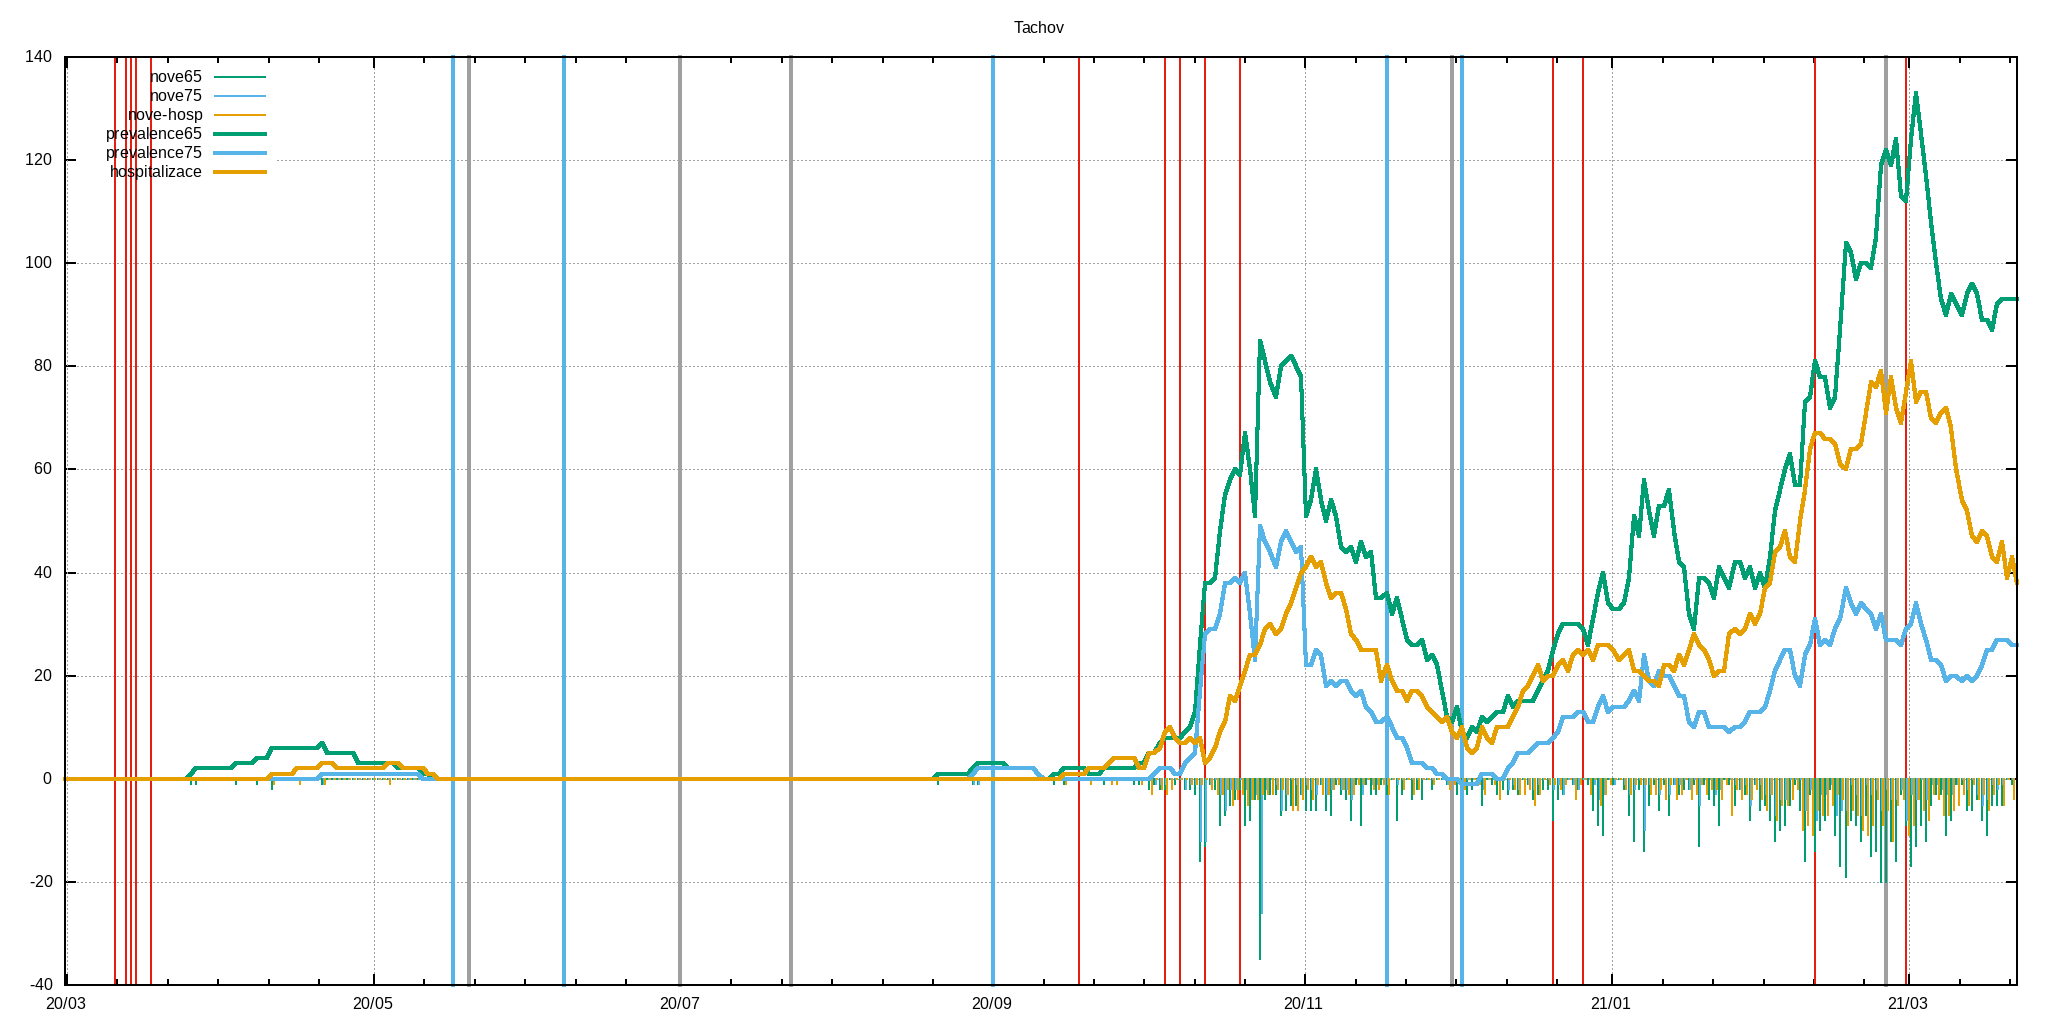 Tachov
140
120
100
80
60
40
20
0
-20
-40
nove65
nove75
nove-hosp
prevalence65
prevalence75
hospitalizace
20/03 20/05 20/07 20/09 20/11 21/01 21/03